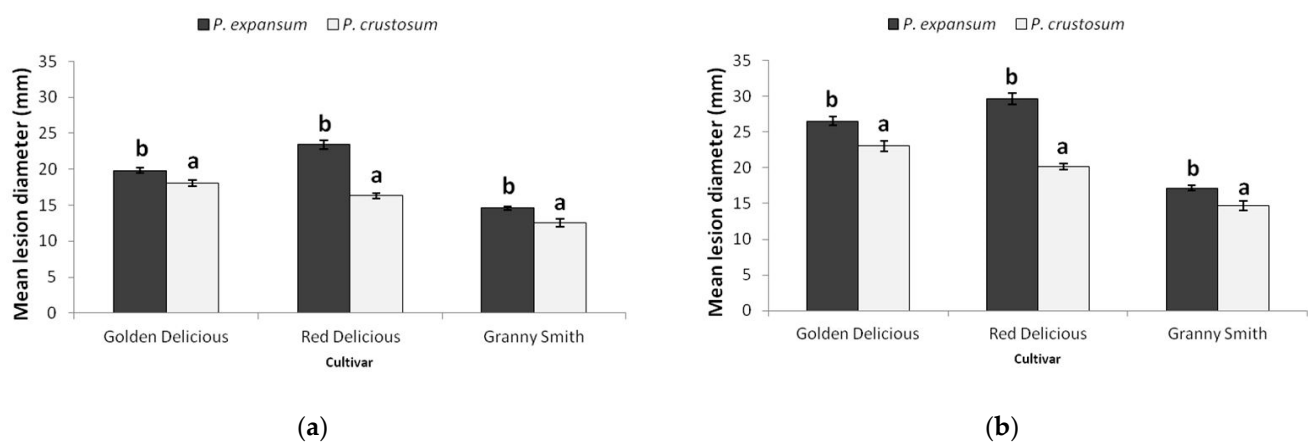 P. expansum P. crustosum
Mean lesion diameter (mm)
35
30
25
20
15
10
5
0
b
a
b
a
b
a
Golden Delicious Red Delicious Granny Smith
Cultivar
(a)
P. expansum P. crustosum
Mean lesion diameter (mm)
35
30
25
20
15
10
5
0
b
a
b
a
b
a
Golden Delicious Red Delicious Granny Smith
Cultivar
(b)